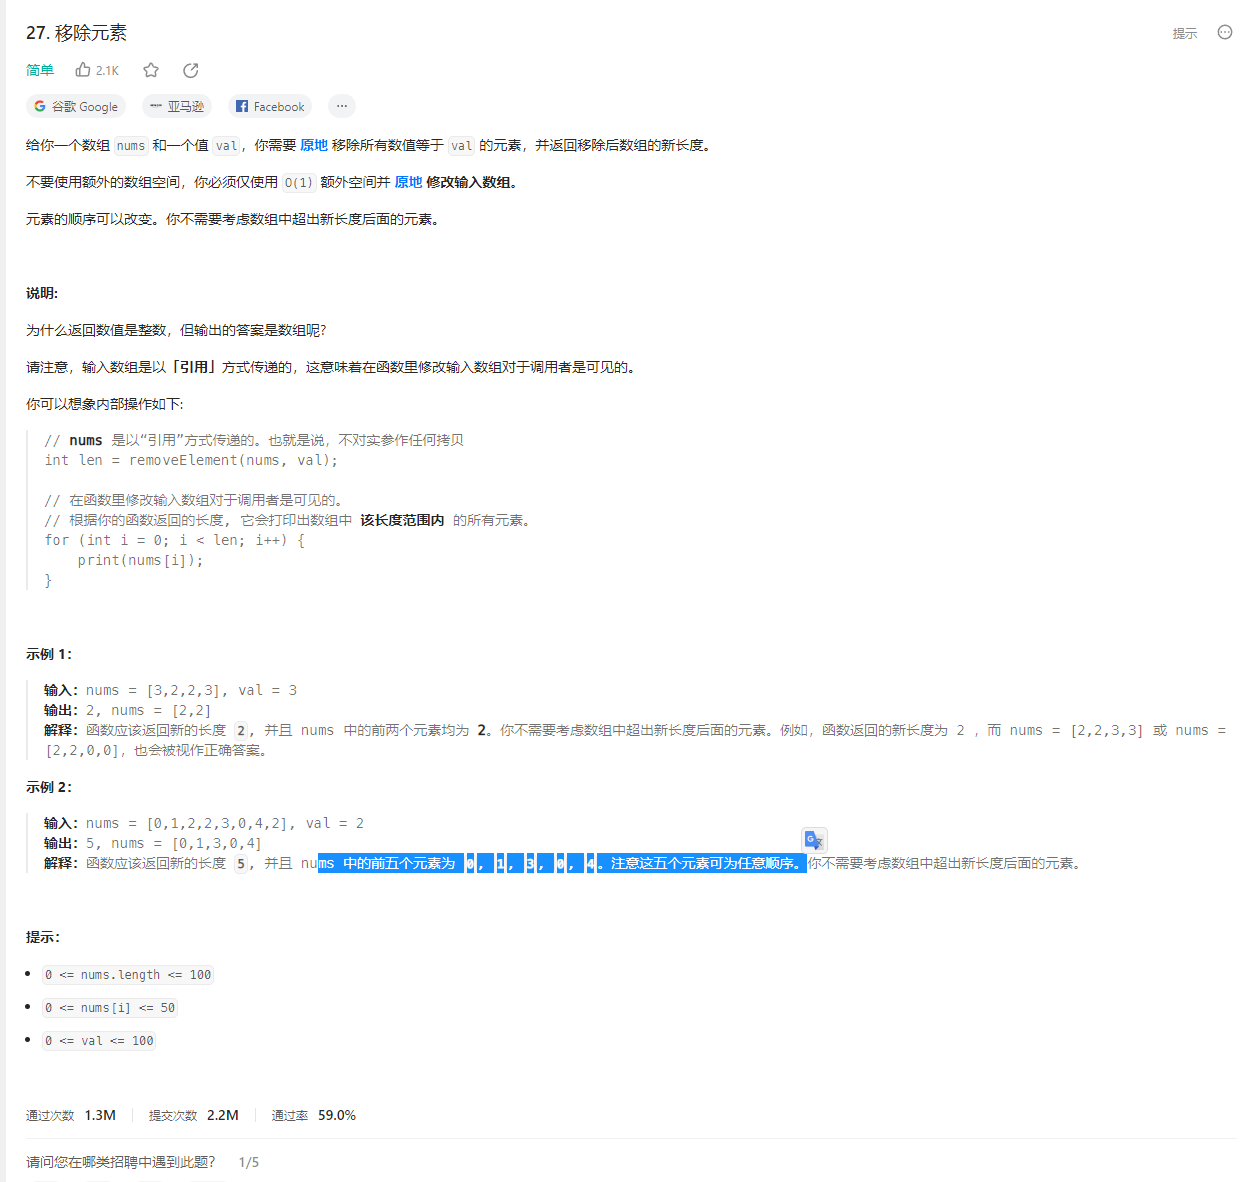 27. 移除元素
提示
简单
2.1K
谷歌 Google
亚马逊
Facebook
···
给你一个数组 nums 和一个值 val，你需要 原地 移除所有数值等于 val 的元素，并返回移除后数组的新长度。
不要使用额外的数组空间，你必须仅使用 O(1) 额外空间并 原地 修改输入数组。
元素的顺序可以改变。你不需要考虑数组中超出新长度后面的元素。
说明:
为什么返回数值是整数，但输出的答案是数组呢?
请注意，输入数组是以「引用」方式传递的，这意味着在函数里修改输入数组对于调用者是可见的。
你可以想象内部操作如下:
// nums 是以“引用”方式传递的。也就是说，不对实参作任何拷贝
int len = removeElement(nums, val);
// 在函数里修改输入数组对于调用者是可见的。
// 根据你的函数返回的长度, 它会打印出数组中 该长度范围内 的所有元素。
for (int i = 0; i < len; i++) {
    print(nums[i]);
}
示例 1：
输入：nums = [3,2,2,3], val = 3
输出：2, nums = [2,2]
解释：函数应该返回新的长度 2, 并且 nums 中的前两个元素均为 2。你不需要考虑数组中超出新长度后面的元素。例如，函数返回的新长度为 2 ，而 nums = [2,2,3,3] 或 nums =
[2,2,0,0]，也会被视作正确答案。
示例 2：
输入：nums = [0,1,2,2,3,0,4,2], val = 2
输出：5, nums = [0,1,3,0,4]
解释：函数应该返回新的长度 5, 并且 nums 中的前五个元素为 0, 1, 3, 0, 4。注意这五个元素可为任意顺序。你不需要考虑数组中超出新长度后面的元素。
提示：
0 <= nums.length <= 100
0 <= nums[i] <= 50
0 <= val <= 100
通过次数 1.3M 提交次数 2.2M 通过率 59.0%
请问您在哪类招聘中遇到此题？ 1/5